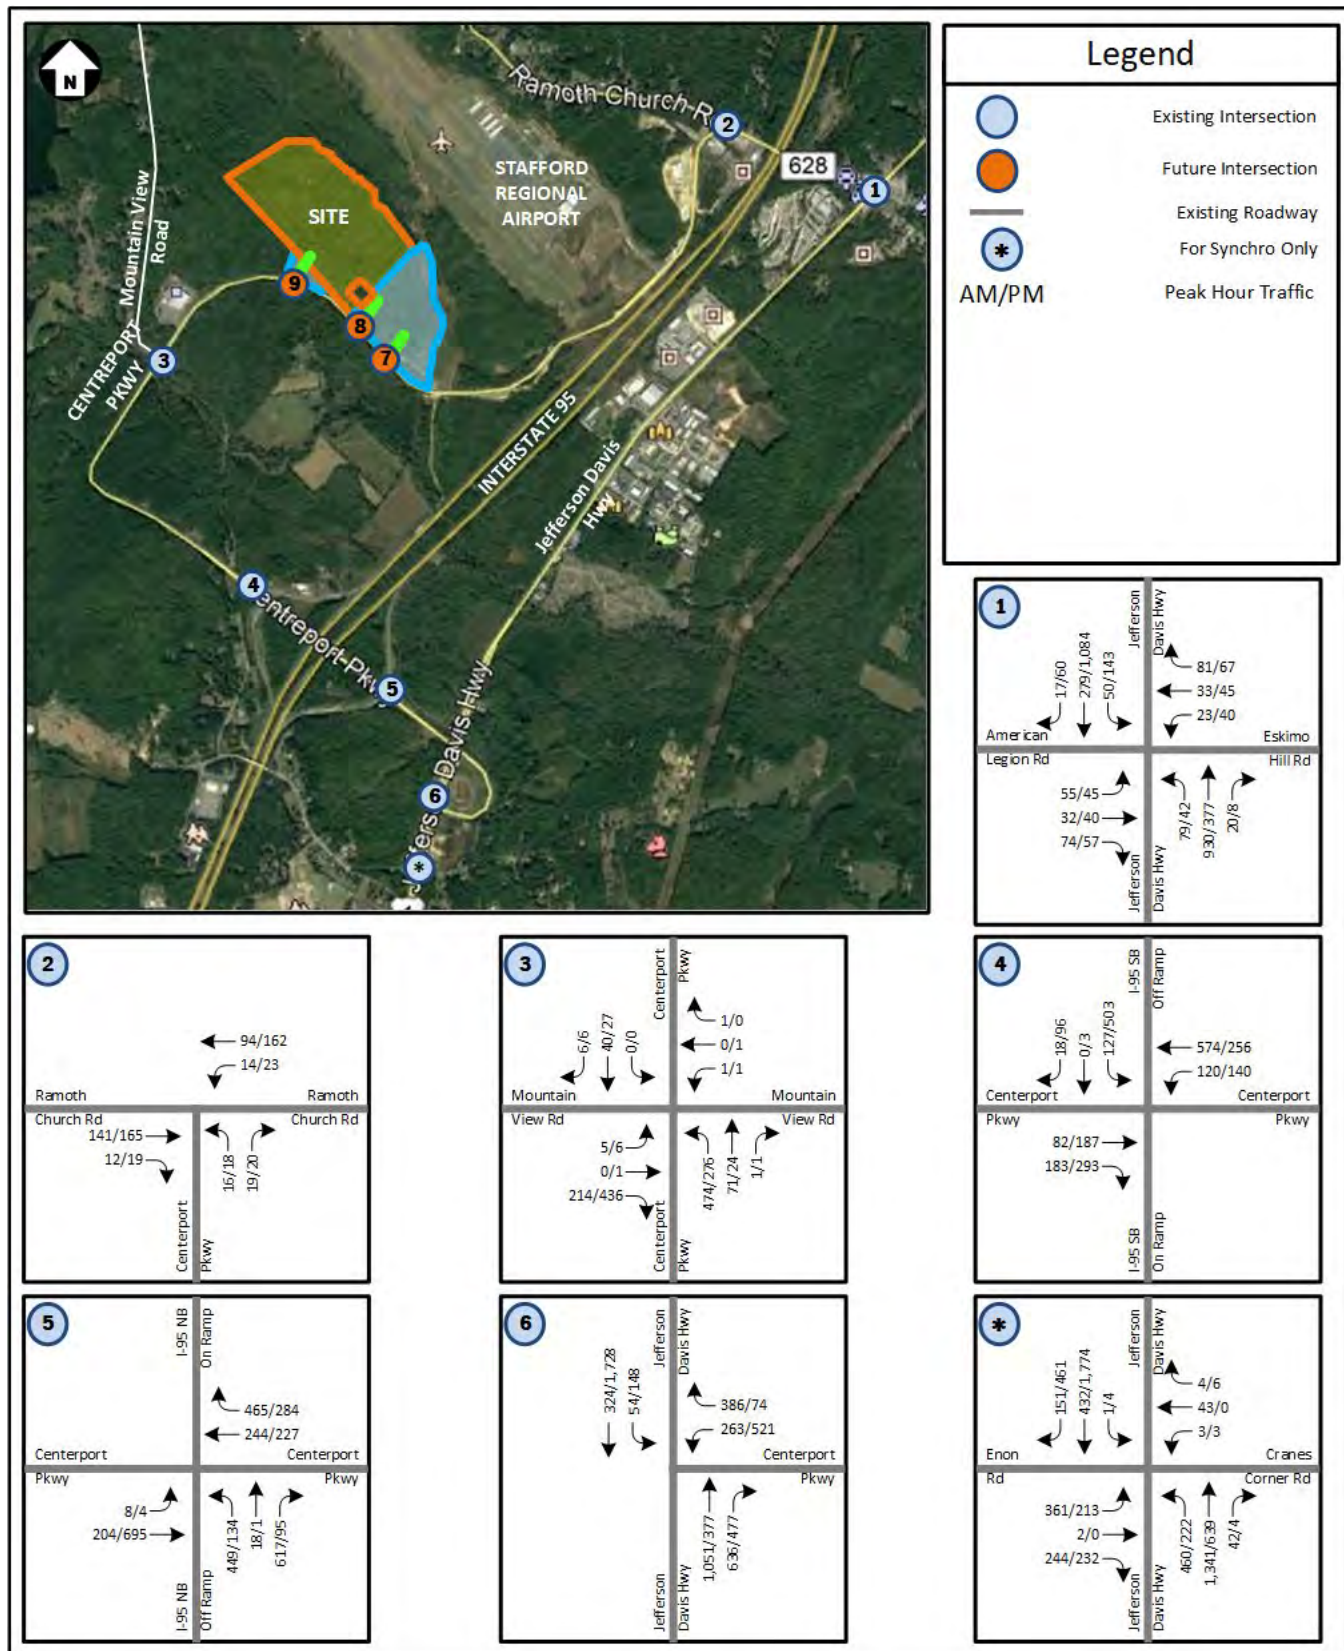 N
Ramoth Church R
2
628
1
STAFFORD
REGIONAL
AIRPORT
SITE
Mountain View
Road
9
8
7
3
CENTREPORT
PKWY
INTERSTATE 95
Jefferson Davis
Hwy
4
entreport Pkwy
5
Davis Hwy
6
Jeffers
*
Legend
Existing Intersection
Future Intersection
Existing Roadway
* For Synchro Only
AM/PM Peak Hour Traffic
1
Jefferson
Davis Hwy
17/60
279/1,084
50/143
81/67
33/45
23/40
American
Legion Rd
Eskimo
Hill Rd
55/45
32/40
74/57
79/42
930/377
20/8
Jefferson
Davis Hwy
2
94/162
14/23
Ramoth
Church Rd
Ramoth
Church Rd
141/165
12/19
16/18
19/20
Centerport
Pkwy
3
Centerport
Pkwy
6/6
40/27
0/0
1/0
0/1
1/1
Mountain
View Rd
Mountain
View Rd
5/6
0/1
214/436
474/276
71/24
1/1
Centerport
Pkwy
4
I-95 SB
Off Ramp
18/96
0/3
127/503
574/256
120/140
Centerport
Pkwy
Centerport
Pkwy
82/187
183/293
I-95 SB
On Ramp
5
I-95 NB
On Ramp
465/284
244/227
Centerport
Pkwy
Centerport
Pkwy
8/4
204/695
449/134
18/1
617/95
I-95 NB
Off Ramp
6
Jefferson
Davis Hwy
324/1,728
54/148
386/74
263/521
Centerport
Pkwy
1,051/377
636/477
Jefferson
Davis Hwy
*
Jefferson
Davis Hwy
151/461
432/1,774
1/4
4/6
43/0
3/3
Enon
Rd
Cranes
Corner Rd
361/213
2/0
244/232
460/222
1,341/639
42/4
Jefferson
Davis Hwy